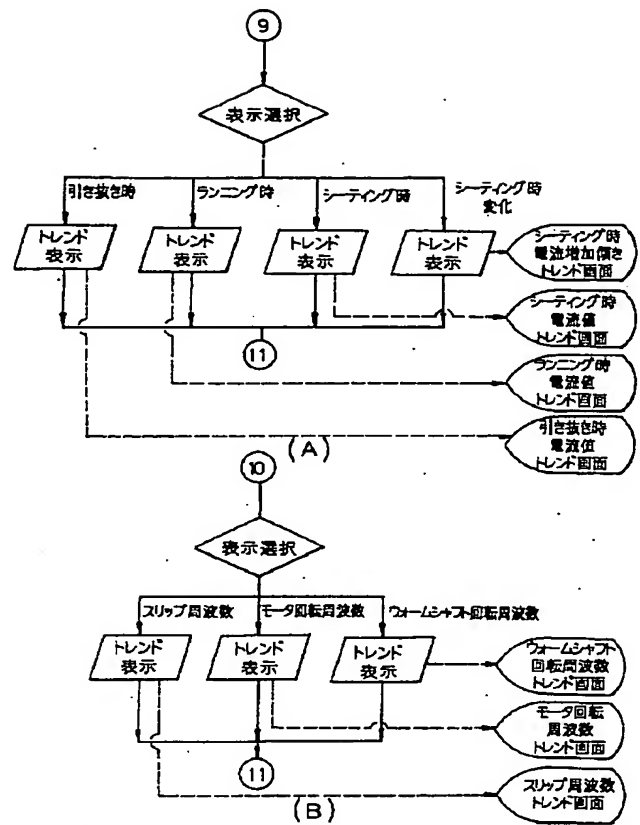 9
表示選択
引き抜き時
ランニング時
シーティング時
シーティング時
変化
トレンド
表示
トレンド
表示
トレンド
表示
トレンド
表示
シーティング時
電流増加傾き
トレンド画面
シーティング時
電流値
トレンド画面
11
ランニング時
電流値
トレンド画面
引き抜き時
電流値
トレンド画面
(A)
10
表示選択
スリップ周波数
モータ回転周波数
ウォームシャフト回転周波数
トレンド
表示
トレンド
表示
トレンド
表示
ウォームシャフト
回転周波数
トレンド画面
モータ回転
周波数
トレンド画面
11
スリップ周波数
トレンド画面
(B)